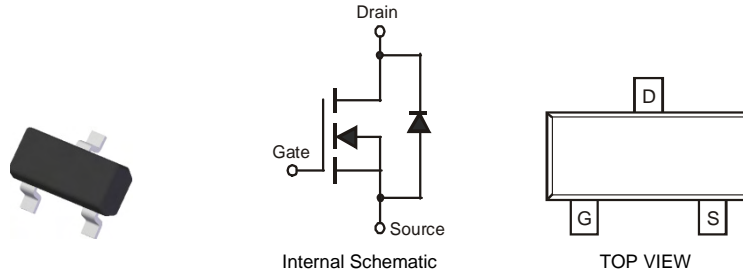 Drain
Gate
Source
Internal Schematic
D
G
S
TOP VIEW